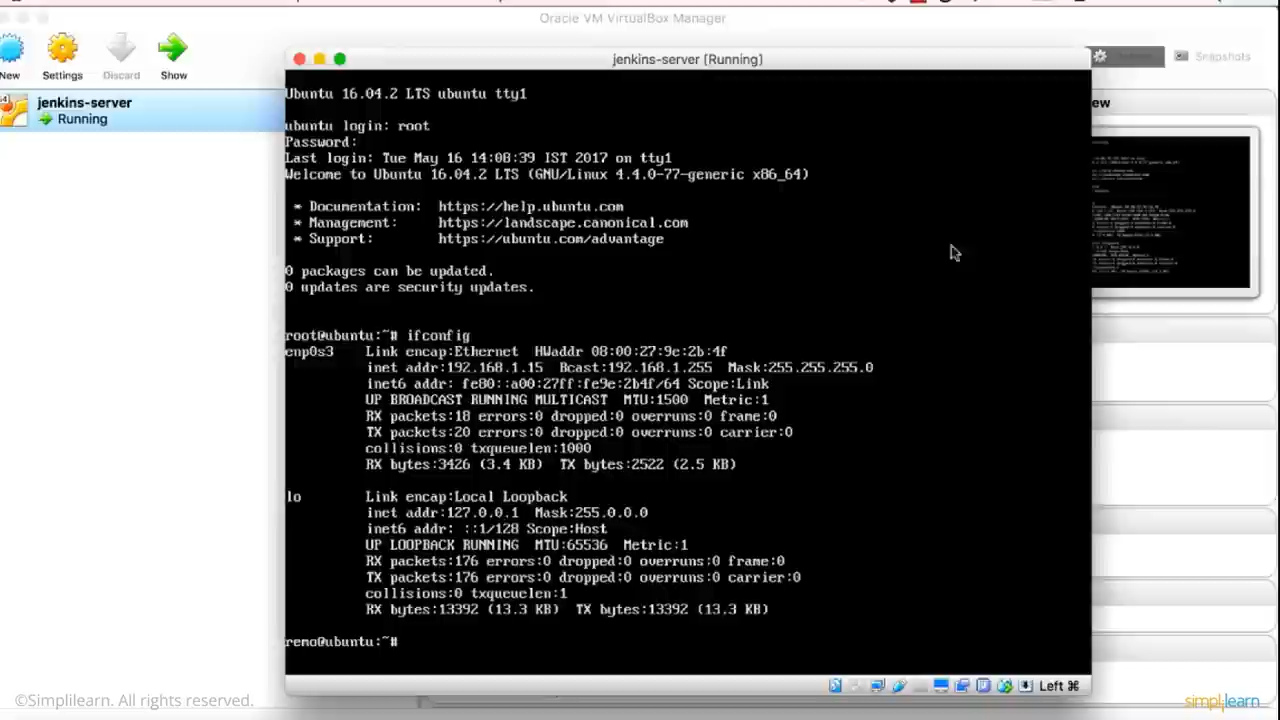 Oracle VM VirtualBox Manager
New
Settings
Discard
Show
Snapshots
jenkins-server
Running
jenkins-server [Running]
ew
Ubuntu 16.04.2 LTS ubuntu tty1
ubuntu login: root
Password:
Last login: Tue May 16 14:08:39 IST 2017 on tty1
Welcome to Ubuntu 16.04.2 LTS (GNU/Linux 4.4.0-77-generic x86_64)
* Documentation: https://help.ubuntu.com
* Management: https://landscape.canonical.com
* Support: https://ubuntu.com/advantage
0 packages can be updated.
0 updates are security updates.
root@ubuntu:~# ifconfig
enp0s3 Link encap:Ethernet HWaddr 08:00:27:9e:2b:4f
inet addr:192.168.1.15 Bcast:192.168.1.255 Mask:255.255.255.0
inet6 addr: fe80::a00:27ff:fe9e:2b4f/64 Scope:Link
UP BROADCAST RUNNING MULTICAST MTU:1500 Metric:1
RX packets:18 errors:0 dropped:0 overruns:0 frame:0
TX packets:20 errors:0 dropped:0 overruns:0 carrier:0
collisions:0 txqueuelen:1000
RX bytes:3426 (3.4 KB) TX bytes:2522 (2.5 KB)
lo Link encap:Local Loopback
inet addr:127.0.0.1 Mask:255.0.0.0
inet6 addr: ::1/128 Scope:Host
UP LOOPBACK RUNNING MTU:65536 Metric:1
RX packets:176 errors:0 dropped:0 overruns:0 frame:0
TX packets:176 errors:0 dropped:0 overruns:0 carrier:0
collisions:0 txqueuelen:1
RX bytes:13392 (13.3 KB) TX bytes:13392 (13.3 KB)
@ubuntu:~#
Left ⌘
©Simplilearn. All rights reserved.
simplilearn